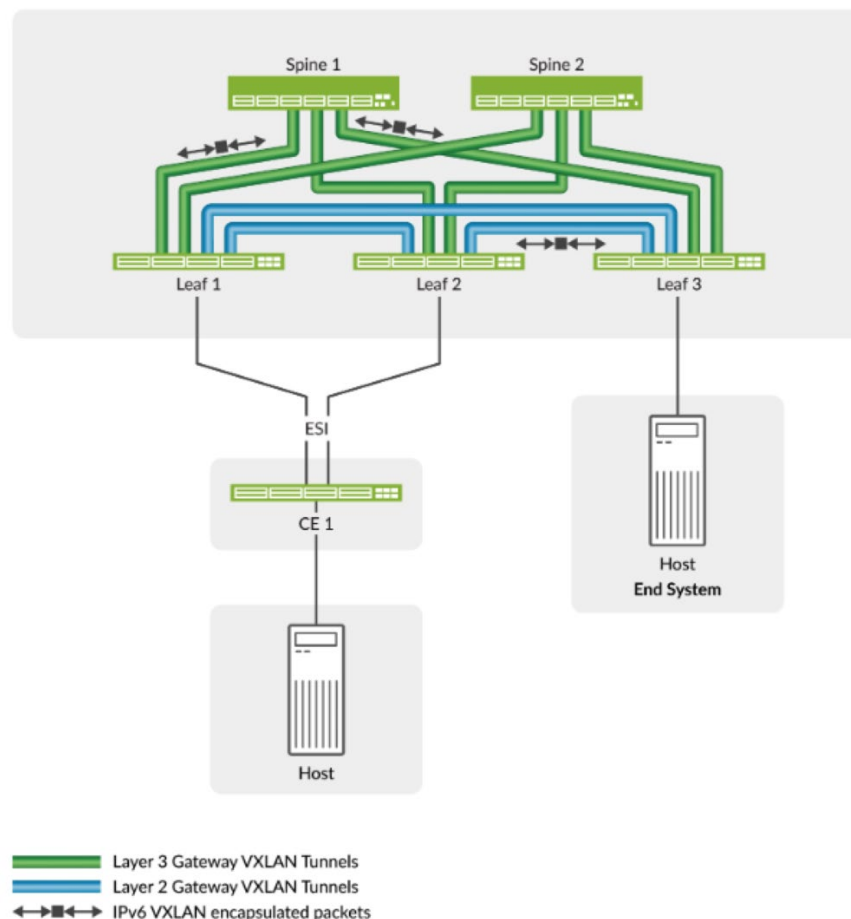 Spine 1
Spine 2
Leaf 1
Leaf 2
Leaf 3
ESI
CE 1
Host
End System
Host
Layer 3 Gateway VXLAN Tunnels
Layer 2 Gateway VXLAN Tunnels
IPv6 VXLAN encapsulated packets